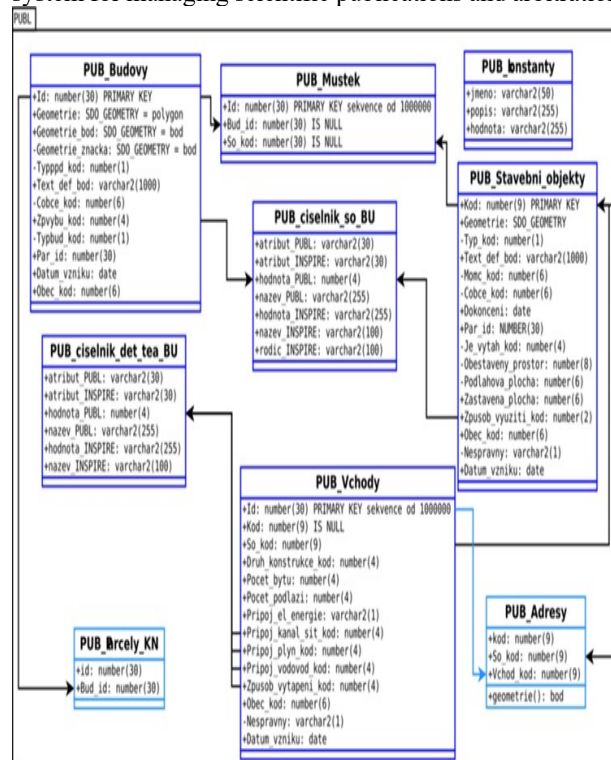 system for managing scientific publications and arbitration
PUBL
PUB_Budovy
+Id: number(30) PRIMARY KEY
+Geometrie: SDO_GEOMETRY = polygon
+Geometrie_bod: SDO_GEOMETRY = bod
-Geometrie_znacka: SDO_GEOMETRY = bod
-Typppd_kod: number(1)
+Text_def_bod: varchar2(1000)
-Cobce_kod: number(6)
+Zpvybu_kod: number(4)
-Typbud_kod: number(1)
+Par_id: number(30)
+Datum_vzniku: date
+Obec_kod: number(6)
PUB_Mustek
+Id: number(30) PRIMARY KEY sekvence od 1000000
+Bud_id: number(30) IS NULL
+So_kod: number(30) IS NULL
PUB_konstanty
+jmeno: varchar2(50)
+popis: varchar2(255)
+hodnota: varchar2(255)
PUB_Stavebni_objekty
+Kod: number(9) PRIMARY KEY
+Geometrie: SDO_GEOMETRY
-Typ_kod: number(1)
+Text_def_bod: varchar2(1000)
-Momc_kod: number(6)
-Cobce_kod: number(6)
+Dokonceni: date
+Par_id: NUMBER(30)
-Je_vytah_kod: number(4)
-Obestaveny_prostor: number(8)
-Podlahova_plocha: number(6)
+Zastavena_plocha: number(6)
+Zpusob_vyuziti_kod: number(2)
+Obec_kod: number(6)
-Nespravny: varchar2(1)
+Datum_vzniku: date
PUB_ciselnik_so_BU
+atribut_PUBL: varchar2(30)
+atribut_INSPIRE: varchar2(30)
+hodnota_PUBL: number(4)
+nazev_PUBL: varchar2(255)
+hodnota_INSPIRE: varchar2(255)
+nazev_INSPIRE: varchar2(100)
+rodic_INSPIRE: varchar2(100)
PUB_ciselnik_det_tea_BU
+atribut_PUBL: varchar2(30)
+atribut_INSPIRE: varchar2(30)
+hodnota_PUBL: number(4)
+nazev_PUBL: varchar2(255)
+hodnota_INSPIRE: varchar2(255)
+nazev_INSPIRE: varchar2(100)
PUB_Vchody
+Id: number(30) PRIMARY KEY sekvence od 1000000
+Kod: number(9) IS NULL
+So_kod: number(9)
+Druh_konstrukce_kod: number(4)
+Pocet_bytu: number(4)
+Pocet_podlazi: number(4)
+Pripoj_el_energie: varchar2(1)
+Pripoj_kanal_sit_kod: number(4)
+Pripoj_plyn_kod: number(4)
+Pripoj_vodovod_kod: number(4)
+Zpusob_vytapeni_kod: number(4)
+Obec_kod: number(6)
-Nespravny: varchar2(1)
+Datum_vzniku: date
PUB_Parcely_KN
+id: number(30)
+Bud_id: number(30)
PUB_Adresy
+kod: number(9)
+So_kod: number(9)
+Vchod_kod: number(9)
+geometrie(): bod